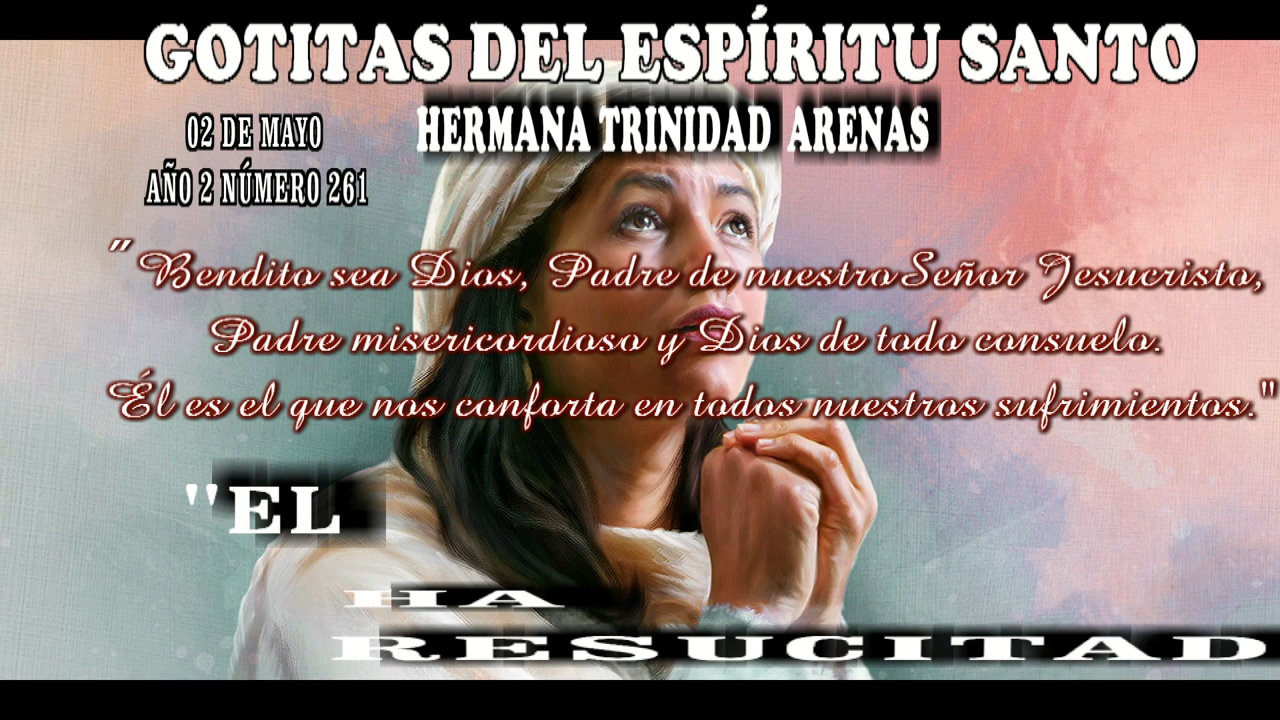 GOTITAS DEL ESPÍRITU SANTO
HERMANA TRINIDAD ARENAS
02 DE MAYO
AÑO 2 NÚMERO 261
"Bendito sea Dios, Padre de nuestro Señor Jesucristo,
Padre misericordioso y Dios de todo consuelo.
Él es el que nos conforta en todos nuestros sufrimientos."
"EL
HA
RESUCITAD